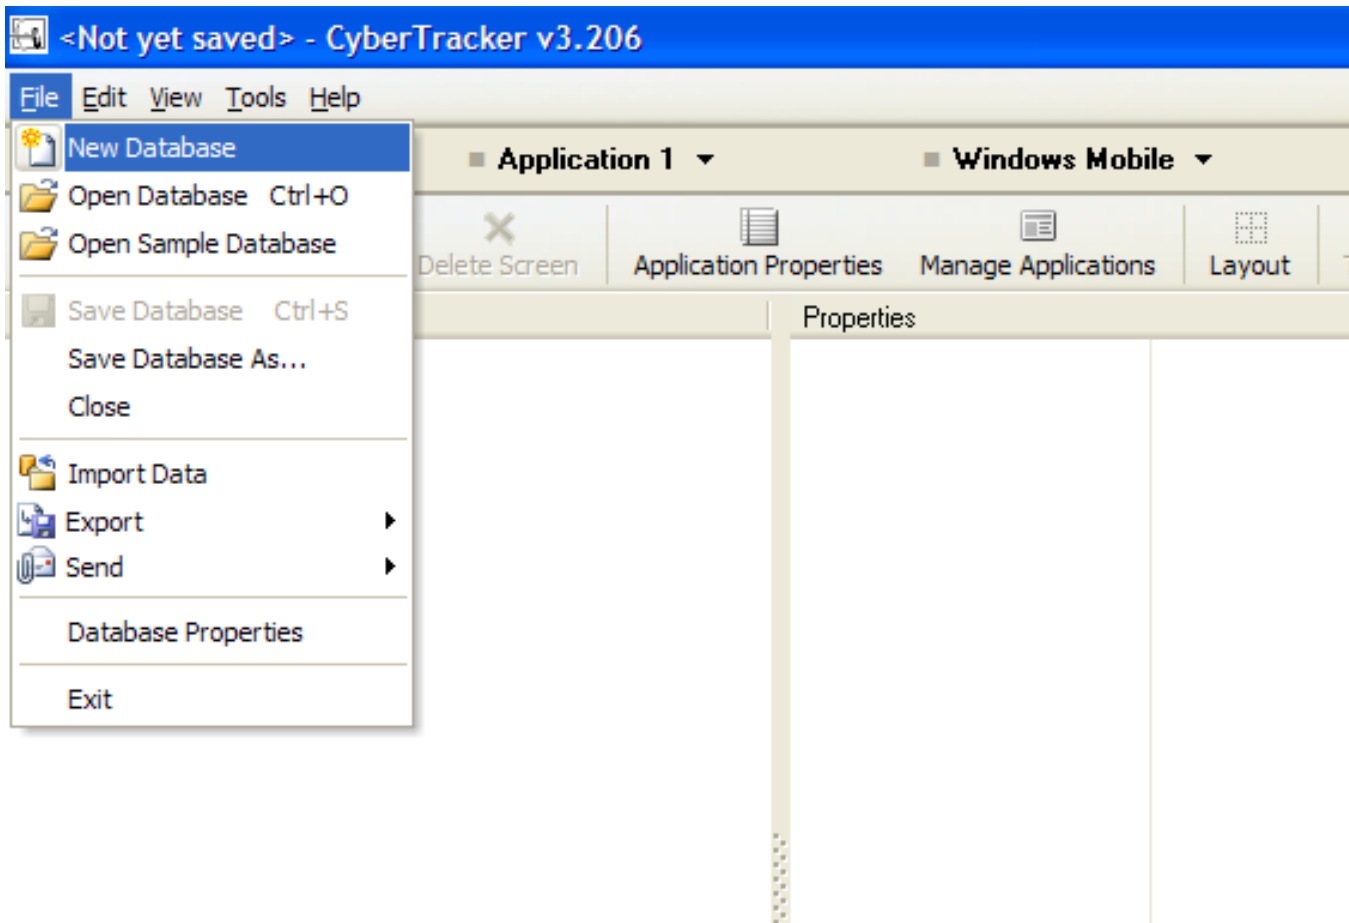 <Not yet saved> - CyberTracker v3.206
File Edit View Tools Help
New Database
Application 1
Windows Mobile
Open Database Ctrl+O
Open Sample Database
Delete Screen
Application Properties
Manage Applications
Layout
Save Database Ctrl+S
Properties
Save Database As...
Close
Import Data
Export
Send
Database Properties
Exit